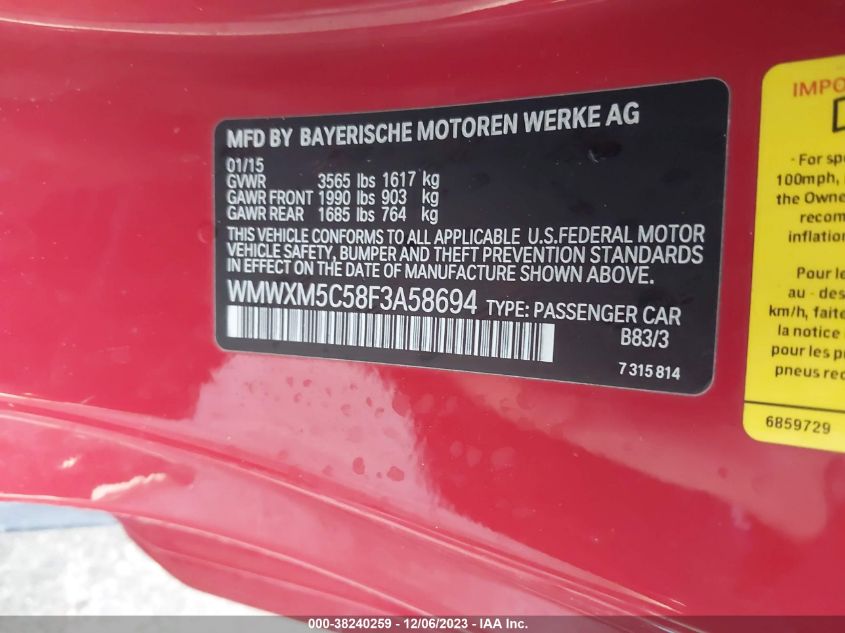 MFD BY BAYERISCHE MOTOREN WERKE AG
01/15
GVWR 3565 lbs 1617 kg
GAWR FRONT 1990 lbs 903 kg
GAWR REAR 1685 lbs 764 kg
THIS VEHICLE CONFORMS TO ALL APPLICABLE U.S.FEDERAL MOTOR
VEHICLE SAFETY, BUMPER AND THEFT PREVENTION STANDARDS
IN EFFECT ON THE DATE OF MANUFACTURE SHOWN ABOVE.
WMWXM5C58F3A58694 TYPE: PASSENGER CAR
B83/3
7 315 814
IMPO
- For spe
100mph,
the Owne
recom
inflation
Pour le
au - des
km/h, faite
la notice
pour les p
pneus rec
6859729
000-38240259 - 12/06/2023 - IAA Inc.